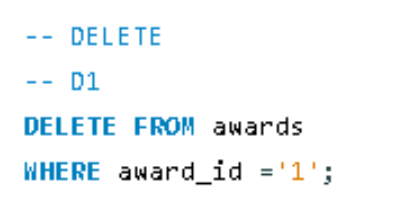 -- DELETE
-- D1
DELETE FROM awards
WHERE award_id ='1';